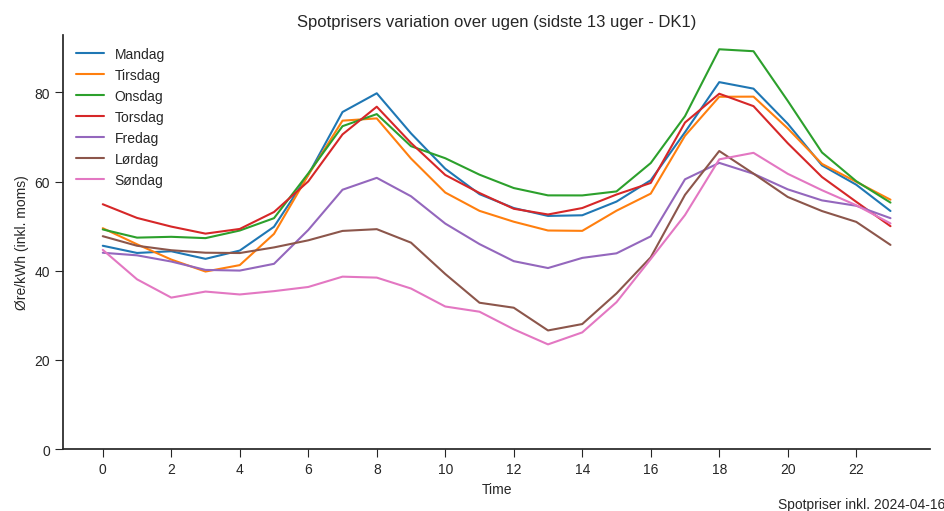 Spotprisers variation over ugen (sidste 13 uger - DK1)
Mandag
Tirsdag
Onsdag
Torsdag
Fredag
Lørdag
Søndag
Øre/kWh (inkl. moms)
80
60
40
20
0
0 2 4 6 8 10 12 14 16 18 20 22
Time
Spotpriser inkl. 2024-04-16